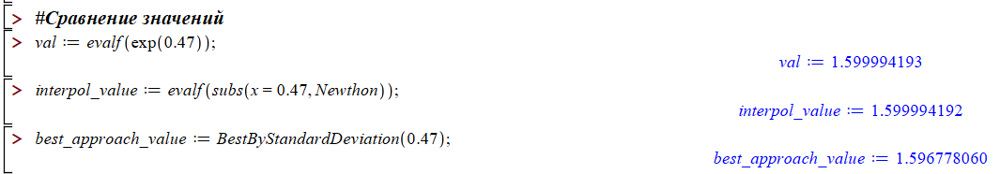 > #Сравнение значений
> val := evalf(exp(0.47));
val := 1.599994193
> interpol_value := evalf(subs(x = 0.47, Newthon));
interpol_value := 1.599994192
> best_approach_value := BestByStandardDeviation(0.47);
best_approach_value := 1.596778060